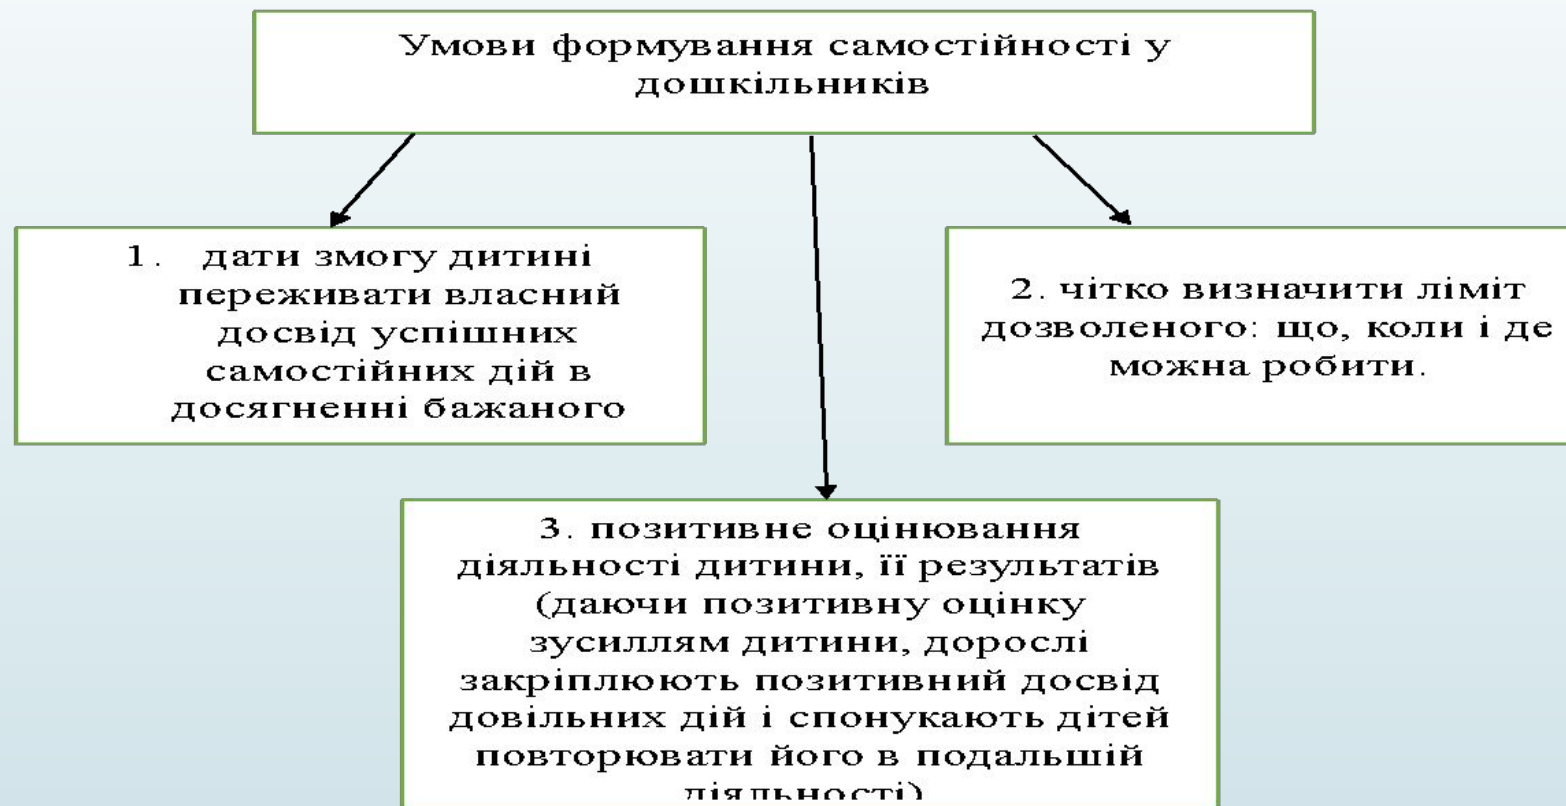 Умови формування самостійності у
дошкільників
1. дати змогу дитині
переживати власний
досвід успішних
самостійних дій в
досягненні бажаного
2. чітко визначити ліміт
дозволеного: що, коли і де
можна робити.
3. позитивне оцінювання
діяльності дитини, її результатів
(даючи позитивну оцінку
зусиллям дитини, дорослі
закріплюють позитивний досвід
довільних дій і спонукають дітей
повторювати його в подальшій
діяльності)